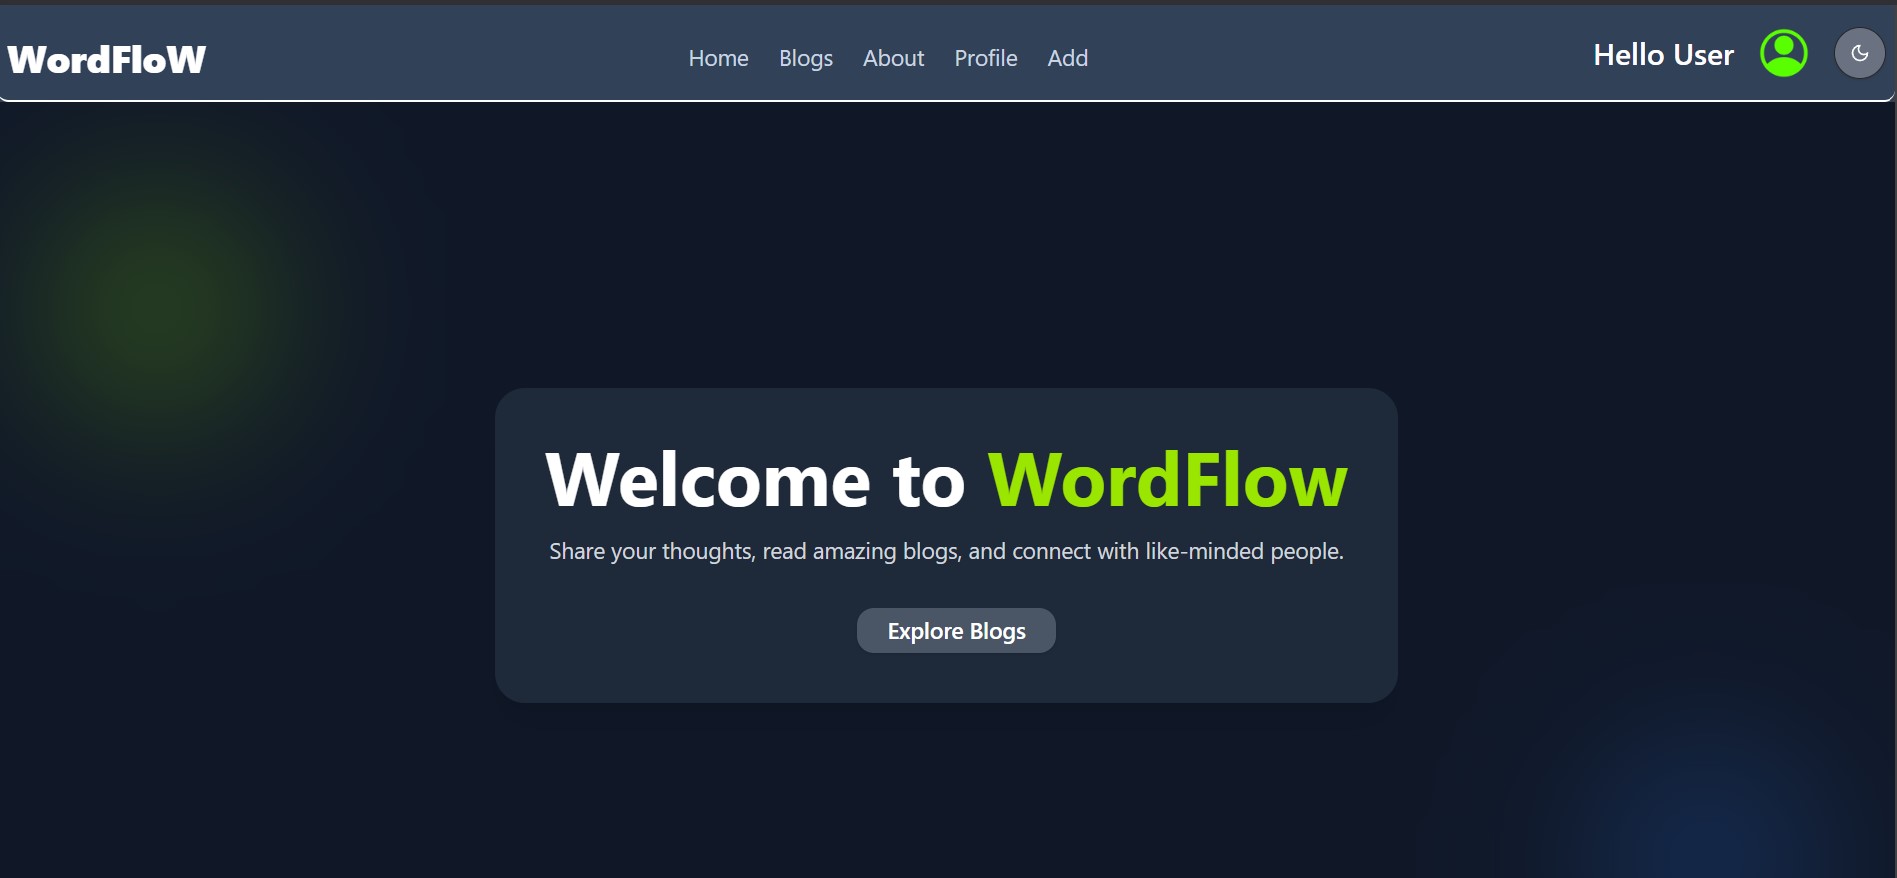 WordFloW
Home Blogs About Profile Add
Hello User
Welcome to WordFlow
Share your thoughts, read amazing blogs, and connect with like-minded people.
Explore Blogs